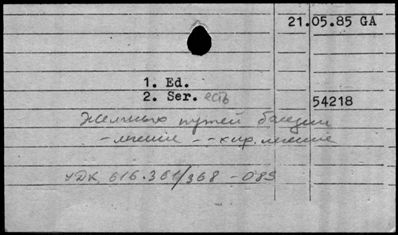 21.05.85 GA
1. Ed.
2. Ser. есть
54218
Желчных путей болезни
-лечение --хир. лечение
УДК 616.361/368-089